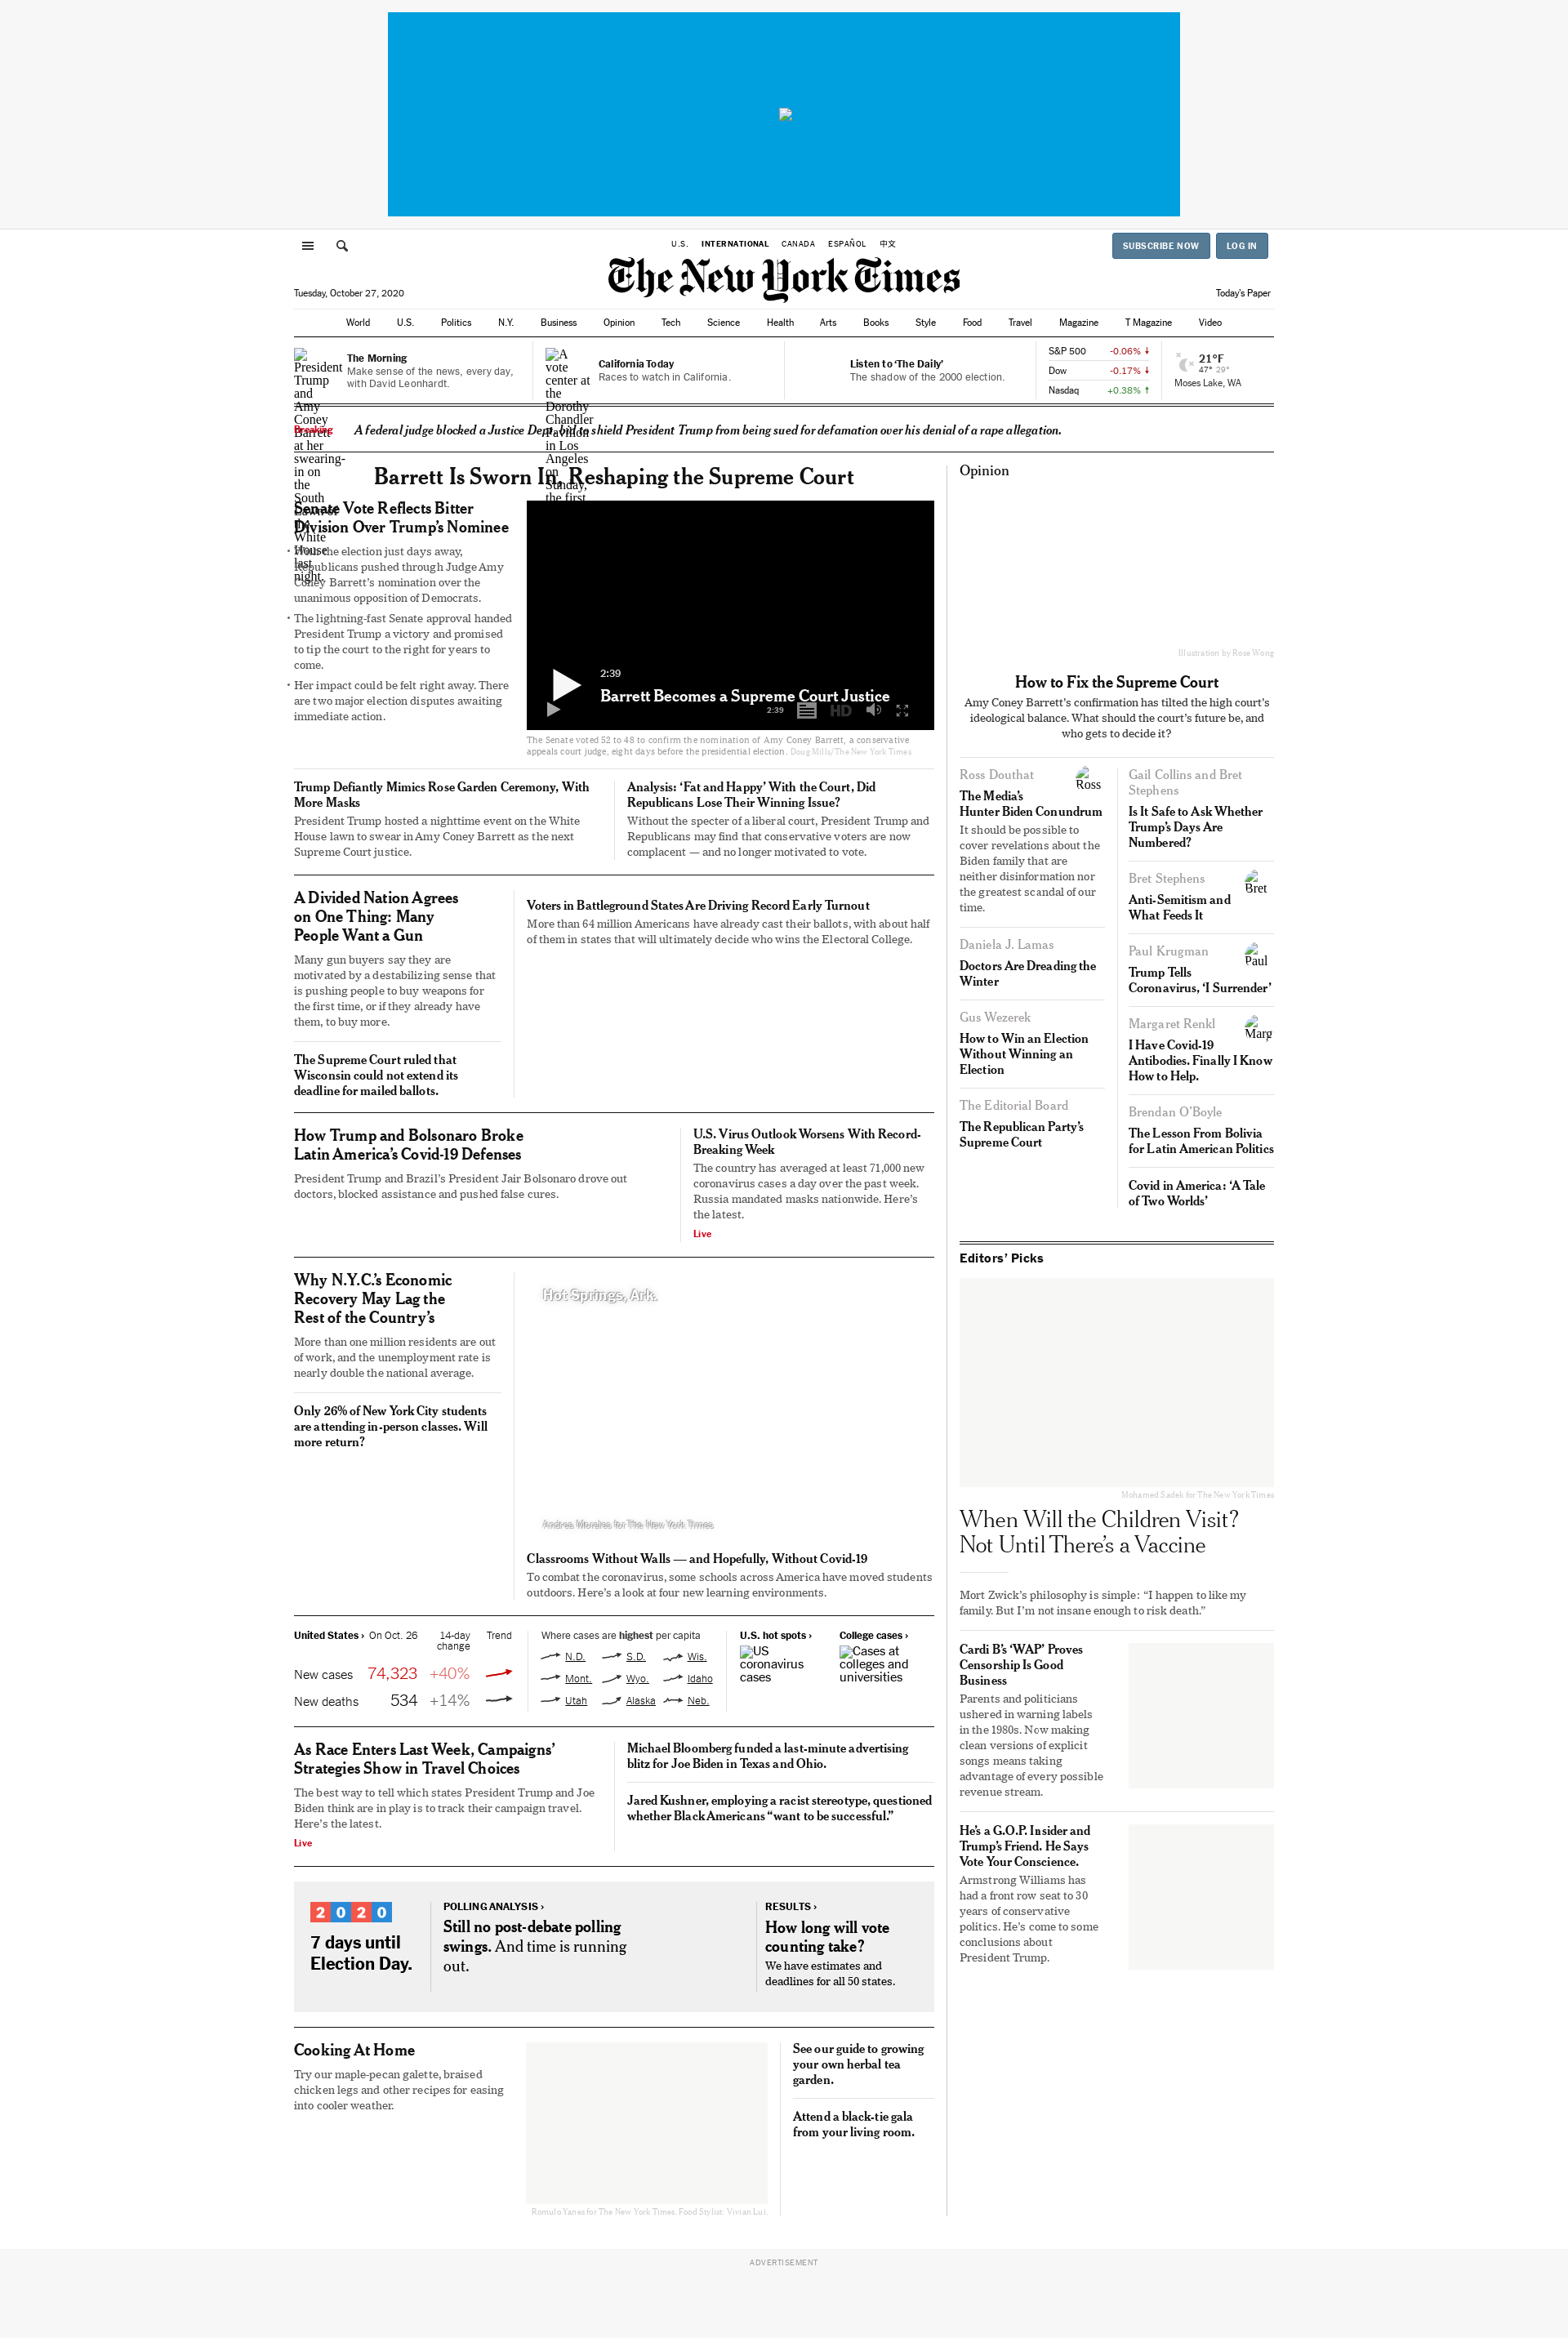 U.S. INTERNATIONAL CANADA ESPAÑOL 中文
SUBSCRIBE NOW LOG IN
The New York Times
Tuesday, October 27, 2020
Today's Paper
World U.S. Politics N.Y. Business Opinion Tech Science Health Arts Books Style Food Travel Magazine T Magazine Video
President
Trump
and
Amy
Coney
Barrett
at her
swearing-
in on
the
South
Lawn of
the
White
House
last
night.
The Morning
Make sense of the news, every day,
with David Leonhardt.
A
vote
center at
the
Dorothy
Chandler
Pavilion
in Los
Angeles
on
Sunday,
the first
California Today
Races to watch in California.
Listen to ‘The Daily’
The shadow of the 2000 election.
S&P 500 -0.06%
Dow -0.17%
Nasdaq +0.38%
21°F
47° 29°
Moses Lake, WA
Breaking
A federal judge blocked a Justice Dept. bid to shield President Trump from being sued for defamation over his denial of a rape allegation.
Barrett Is Sworn In, Reshaping the Supreme Court
Senate Vote Reflects Bitter
Division Over Trump’s Nominee
With the election just days away,
Republicans pushed through Judge Amy
Coney Barrett’s nomination over the
unanimous opposition of Democrats.
The lightning-fast Senate approval handed
President Trump a victory and promised
to tip the court to the right for years to
come.
Her impact could be felt right away. There
are two major election disputes awaiting
immediate action.
2:39
Barrett Becomes a Supreme Court Justice
2:39 HD
The Senate voted 52 to 48 to confirm the nomination of Amy Coney Barrett, a conservative
appeals court judge, eight days before the presidential election. Doug Mills/The New York Times
Trump Defiantly Mimics Rose Garden Ceremony, With
More Masks
President Trump hosted a nighttime event on the White
House lawn to swear in Amy Coney Barrett as the next
Supreme Court justice.
Analysis: ‘Fat and Happy’ With the Court, Did
Republicans Lose Their Winning Issue?
Without the specter of a liberal court, President Trump and
Republicans may find that conservative voters are now
complacent — and no longer motivated to vote.
A Divided Nation Agrees
on One Thing: Many
People Want a Gun
Many gun buyers say they are
motivated by a destabilizing sense that
is pushing people to buy weapons for
the first time, or if they already have
them, to buy more.
The Supreme Court ruled that
Wisconsin could not extend its
deadline for mailed ballots.
Voters in Battleground States Are Driving Record Early Turnout
More than 64 million Americans have already cast their ballots, with about half
of them in states that will ultimately decide who wins the Electoral College.
How Trump and Bolsonaro Broke
Latin America’s Covid-19 Defenses
President Trump and Brazil’s President Jair Bolsonaro drove out
doctors, blocked assistance and pushed false cures.
U.S. Virus Outlook Worsens With Record-
Breaking Week
The country has averaged at least 71,000 new
coronavirus cases a day over the past week.
Russia mandated masks nationwide. Here’s
the latest.
Live
Why N.Y.C.’s Economic
Recovery May Lag the
Rest of the Country’s
More than one million residents are out
of work, and the unemployment rate is
nearly double the national average.
Only 26% of New York City students
are attending in-person classes. Will
more return?
Hot Springs, Ark.
Andrea Morales for The New York Times
Classrooms Without Walls — and Hopefully, Without Covid-19
To combat the coronavirus, some schools across America have moved students
outdoors. Here’s a look at four new learning environments.
United States › On Oct. 26 14-day Trend
change
New cases 74,323 +40%
New deaths 534 +14%
Where cases are highest per capita
N.D. S.D. Wis.
Mont. Wyo. Idaho
Utah Alaska Neb.
U.S. hot spots ›
US
coronavirus
cases
College cases ›
Cases at
colleges and
universities
As Race Enters Last Week, Campaigns’
Strategies Show in Travel Choices
The best way to tell which states President Trump and Joe
Biden think are in play is to track their campaign travel.
Here’s the latest.
Live
Michael Bloomberg funded a last-minute advertising
blitz for Joe Biden in Texas and Ohio.
Jared Kushner, employing a racist stereotype, questioned
whether Black Americans “want to be successful.”
2020
7 days until
Election Day.
POLLING ANALYSIS ›
Still no post-debate polling
swings. And time is running
out.
RESULTS ›
How long will vote
counting take?
We have estimates and
deadlines for all 50 states.
Cooking At Home
Try our maple-pecan galette, braised
chicken legs and other recipes for easing
into cooler weather.
Romulo Yanes for The New York Times. Food Stylist: Vivian Lui.
See our guide to growing
your own herbal tea
garden.
Attend a black-tie gala
from your living room.
Opinion
Illustration by Rose Wong
How to Fix the Supreme Court
Amy Coney Barrett’s confirmation has tilted the high court’s
ideological balance. What should the court’s future be, and
who gets to decide it?
Ross Douthat
Ross
The Media’s
Hunter Biden Conundrum
It should be possible to
cover revelations about the
Biden family that are
neither disinformation nor
the greatest scandal of our
time.
Daniela J. Lamas
Doctors Are Dreading the
Winter
Gus Wezerek
How to Win an Election
Without Winning an
Election
The Editorial Board
The Republican Party’s
Supreme Court
Gail Collins and Bret
Stephens
Is It Safe to Ask Whether
Trump’s Days Are
Numbered?
Bret Stephens
Bret
Anti-Semitism and
What Feeds It
Paul Krugman
Paul
Trump Tells
Coronavirus, ‘I Surrender’
Margaret Renkl
Marg
I Have Covid-19
Antibodies. Finally I Know
How to Help.
Brendan O’Boyle
The Lesson From Bolivia
for Latin American Politics
Covid in America: ‘A Tale
of Two Worlds’
Editors’ Picks
Mohamed Sadek for The New York Times
When Will the Children Visit?
Not Until There’s a Vaccine
Mort Zwick’s philosophy is simple: “I happen to like my
family. But I’m not insane enough to risk death.”
Cardi B’s ‘WAP’ Proves
Censorship Is Good
Business
Parents and politicians
ushered in warning labels
in the 1980s. Now making
clean versions of explicit
songs means taking
advantage of every possible
revenue stream.
He’s a G.O.P. Insider and
Trump’s Friend. He Says
Vote Your Conscience.
Armstrong Williams has
had a front row seat to 30
years of conservative
politics. He’s come to some
conclusions about
President Trump.
ADVERTISEMENT